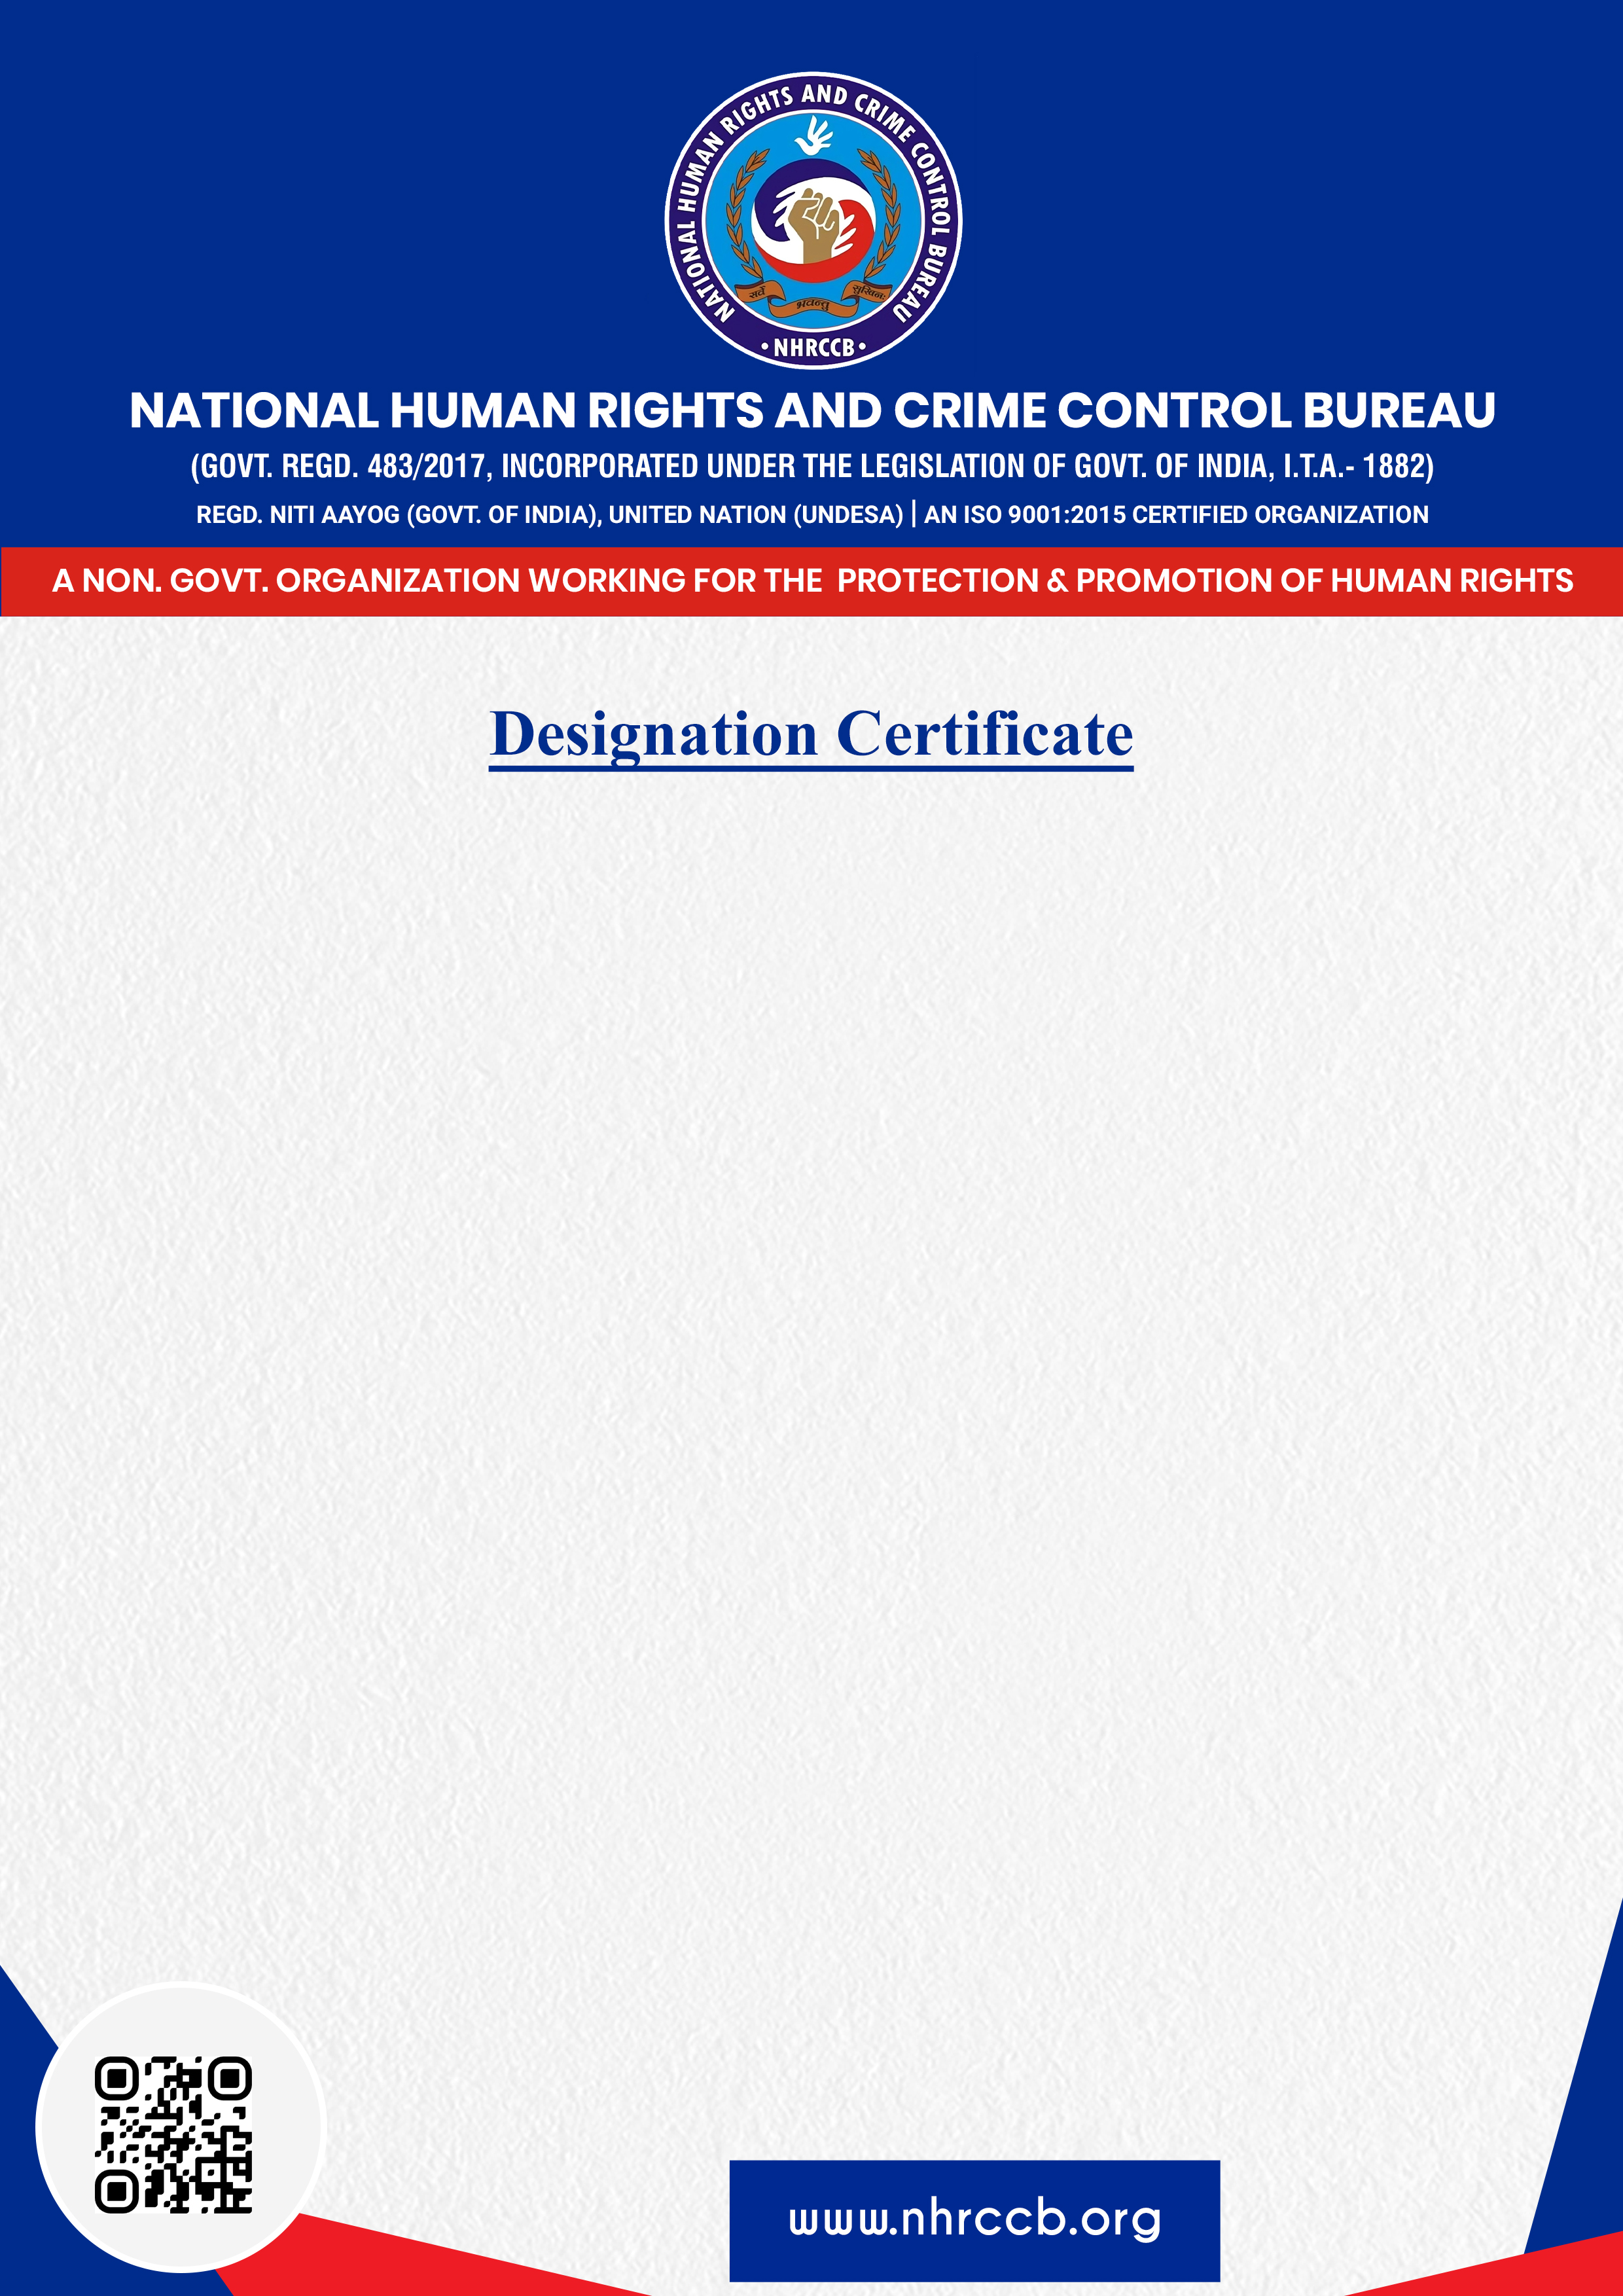 NATIONAL HUMAN RIGHTS AND CRIME CONTROL BUREAU
सर्वे भवन्तु सुखिनः
• NHRCCB •
NATIONAL HUMAN RIGHTS AND CRIME CONTROL BUREAU
(GOVT. REGD. 483/2017, INCORPORATED UNDER THE LEGISLATION OF GOVT. OF INDIA, I.T.A.- 1882)
REGD. NITI AAYOG (GOVT. OF INDIA), UNITED NATION (UNDESA) | AN ISO 9001:2015 CERTIFIED ORGANIZATION
A NON. GOVT. ORGANIZATION WORKING FOR THE PROTECTION & PROMOTION OF HUMAN RIGHTS
Designation Certificate
www.nhrccb.org